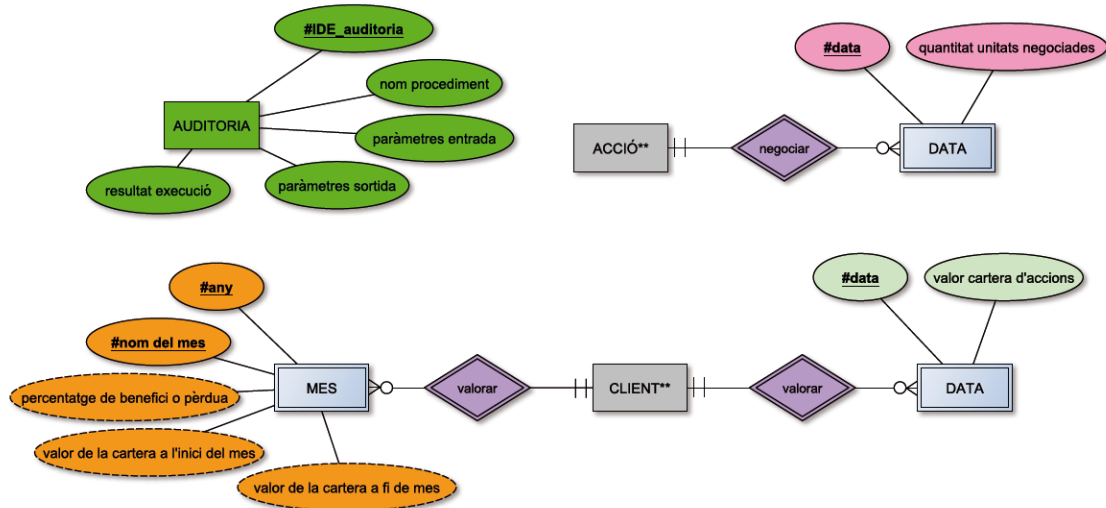 #IDE_auditoria
nom procediment
AUDITORIA
paràmetres entrada
resultat execució
paràmetres sortida
#data
quantitat unitats negociades
ACCIÓ**
negociar
DATA
#any
#nom del mes
MES
percentatge de benefici o pèrdua
valor de la cartera a l'inici del mes
valor de la cartera a fi de mes
valorar
CLIENT**
valorar
#data
valor cartera d'accions
DATA